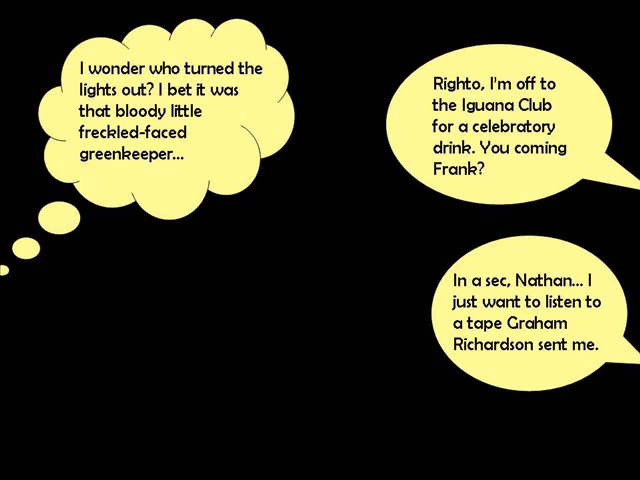 I wonder who turned the
lights out? I bet it was
that bloody little
freckled-faced
greenkeeper...
Righto, I'm off to
the Iguana Club
for a celebratory
drink. You coming
Frank?
In a sec, Nathan... I
just want to listen to
a tape Graham
Richardson sent me.